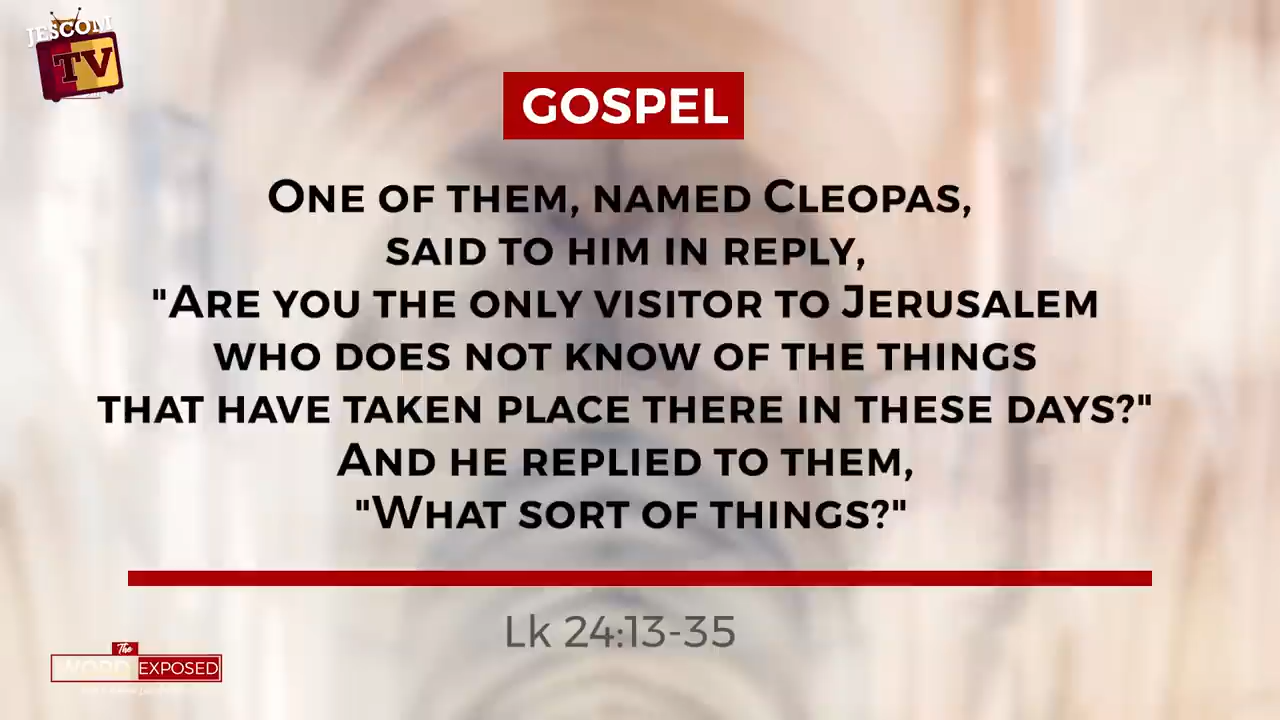 JESCOM
TV
GOSPEL
One of them, named Cleopas,
said to him in reply,
"Are you the only visitor to Jerusalem
who does not know of the things
that have taken place there in these days?"
And he replied to them,
"What sort of things?"
Lk 24:13-35
The
WORD EXPOSED